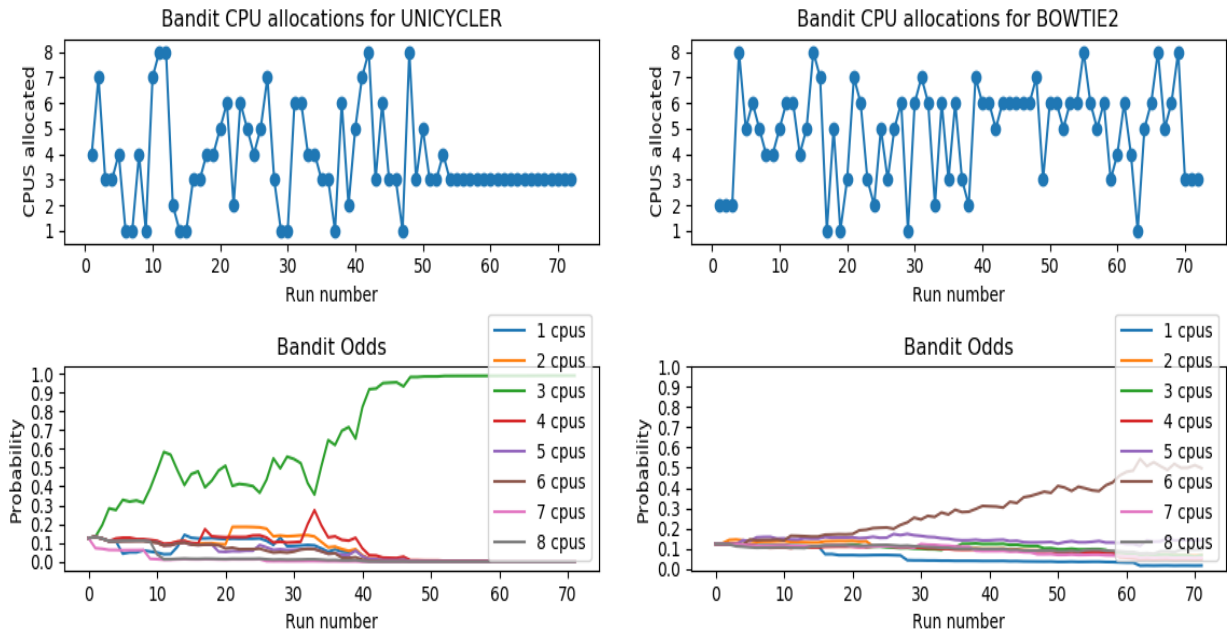 Bandit CPU allocations for UNICYCLER
CPUS allocated
8
7
6
5
4
3
2
1
0 10 20 30 40 50 60 70
Run number
Bandit CPU allocations for BOWTIE2
CPUS allocated
8
7
6
5
4
3
2
1
0 10 20 30 40 50 60 70
Run number
Bandit Odds
Probability
1.0
0.9
0.8
0.7
0.6
0.5
0.4
0.3
0.2
0.1
0.0
0 10 20 30 40 50 60 70
Run number
1 cpus
2 cpus
3 cpus
4 cpus
5 cpus
6 cpus
7 cpus
8 cpus
Bandit Odds
Probability
1.0
0.9
0.8
0.7
0.6
0.5
0.4
0.3
0.2
0.1
0.0
0 10 20 30 40 50 60 70
Run number
1 cpus
2 cpus
3 cpus
4 cpus
5 cpus
6 cpus
7 cpus
8 cpus